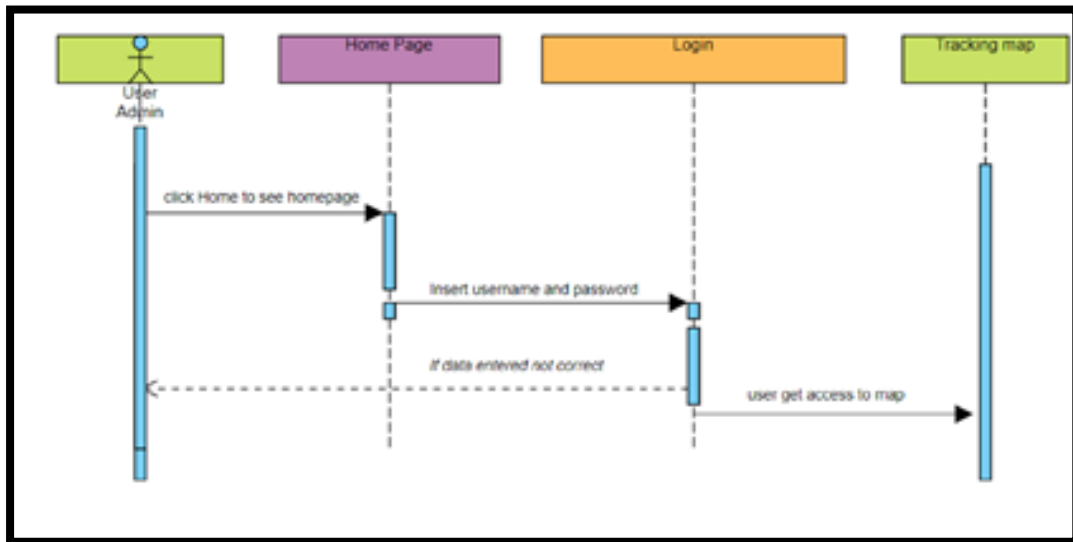 Home Page
Login
Tracking map
User
Admin
click Home to see homepage
Insert username and password
If data entered not correct
user get access to map